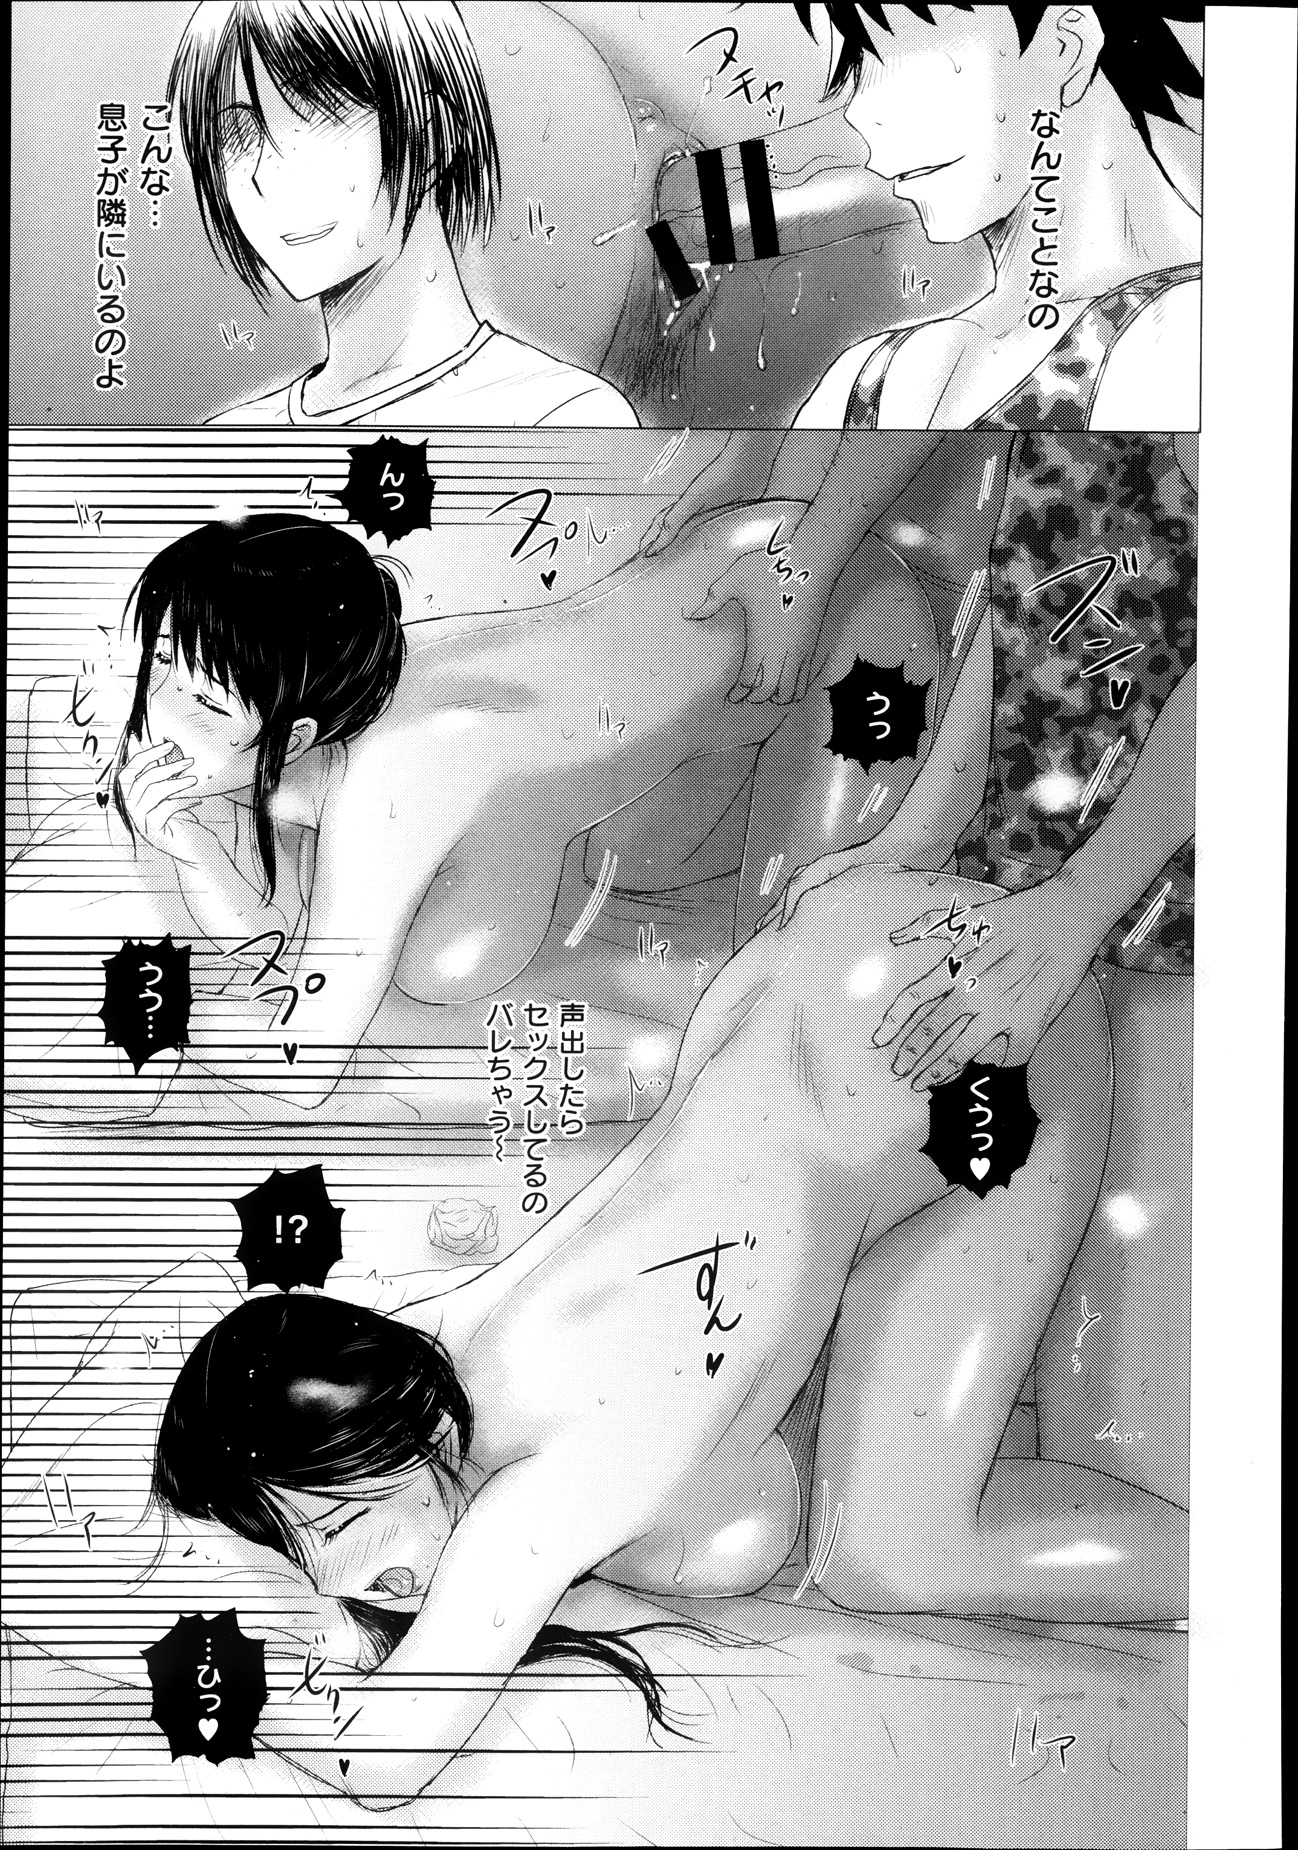 なんてことなの
ヌチャッ
こんな…
息子が隣にいるのよ
んっ
ヌプ
ズンッ
うっ
ヌプ
うう…
ビクン
声出したら
セックスしてるの
バレちゃう～
くうっ♥
!?
ずん
…ひっ♥
ビクン